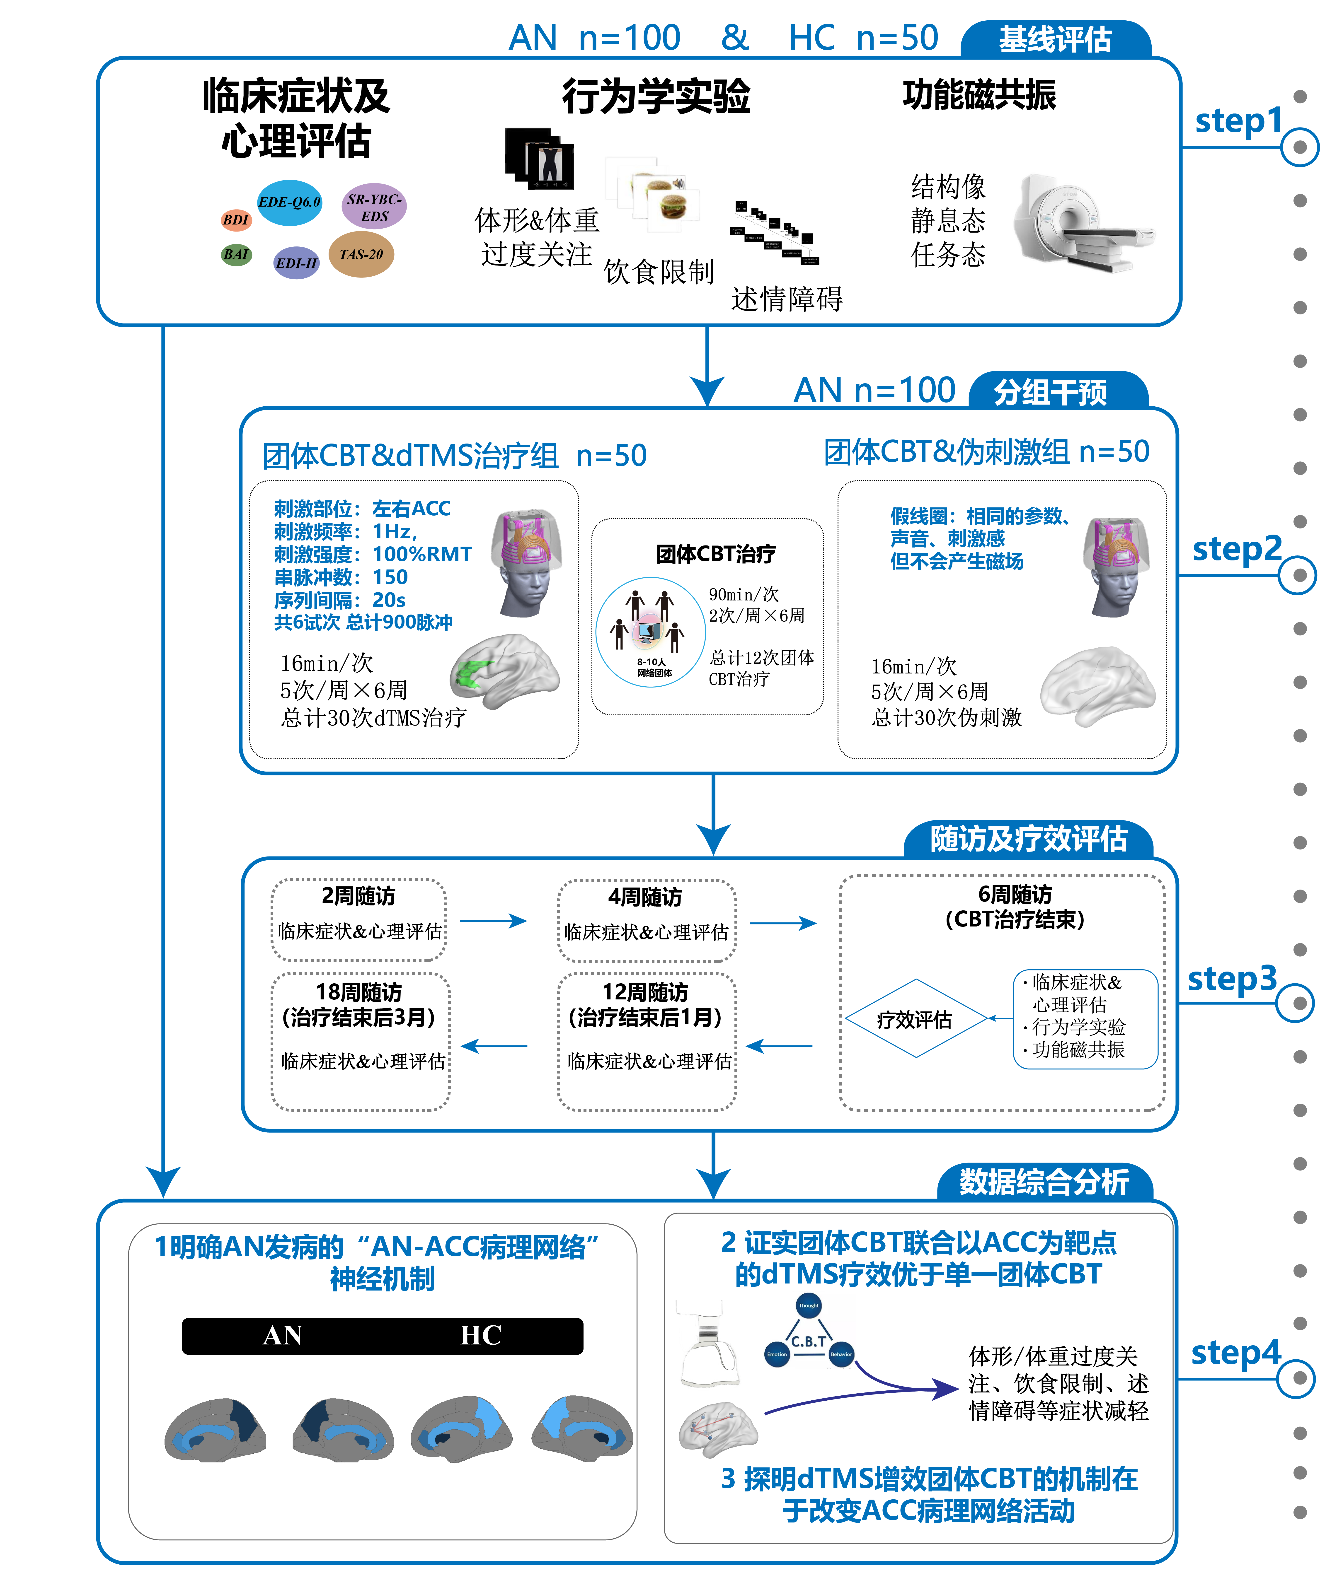 AN n=100 & HC n=50
基线评估
step1
临床症状及
心理评估
EDE-Q6.0
SR-YBC-
EDS
BDI
BAI
EDI-II
TAS-20
行为学实验
体形&体重
过度关注
饮食限制
述情障碍
功能磁共振
结构像
静息态
任务态
AN n=100
分组干预
step2
团体CBT&dTMS治疗组 n=50
刺激部位：左右ACC
刺激频率：1Hz,
刺激强度：100%RMT
串脉冲数：150
序列间隔：20s
共6试次 总计900脉冲
16min/次
5次/周×6周
总计30次dTMS治疗
团体CBT治疗
8-10人
网络团体
90min/次
2次/周×6周
总计12次团体
CBT治疗
团体CBT&伪刺激组 n=50
假线圈：相同的参数、
声音、刺激感
但不会产生磁场
16min/次
5次/周×6周
总计30次伪刺激
随访及疗效评估
step3
2周随访
临床症状&心理评估
4周随访
临床症状&心理评估
6周随访
（CBT治疗结束）
·临床症状&
心理评估
·行为学实验
·功能磁共振
疗效评估
12周随访
（治疗结束后1月）
临床症状&心理评估
18周随访
（治疗结束后3月）
临床症状&心理评估
数据综合分析
step4
1明确AN发病的“AN-ACC病理网络”
神经机制
AN HC
2 证实团体CBT联合以ACC为靶点
的dTMS疗效优于单一团体CBT
Thought
C.B.T
Emotion
Behavior
体形/体重过度关
注、饮食限制、述
情障碍等症状减轻
3 探明dTMS增效团体CBT的机制在
于改变ACC病理网络活动